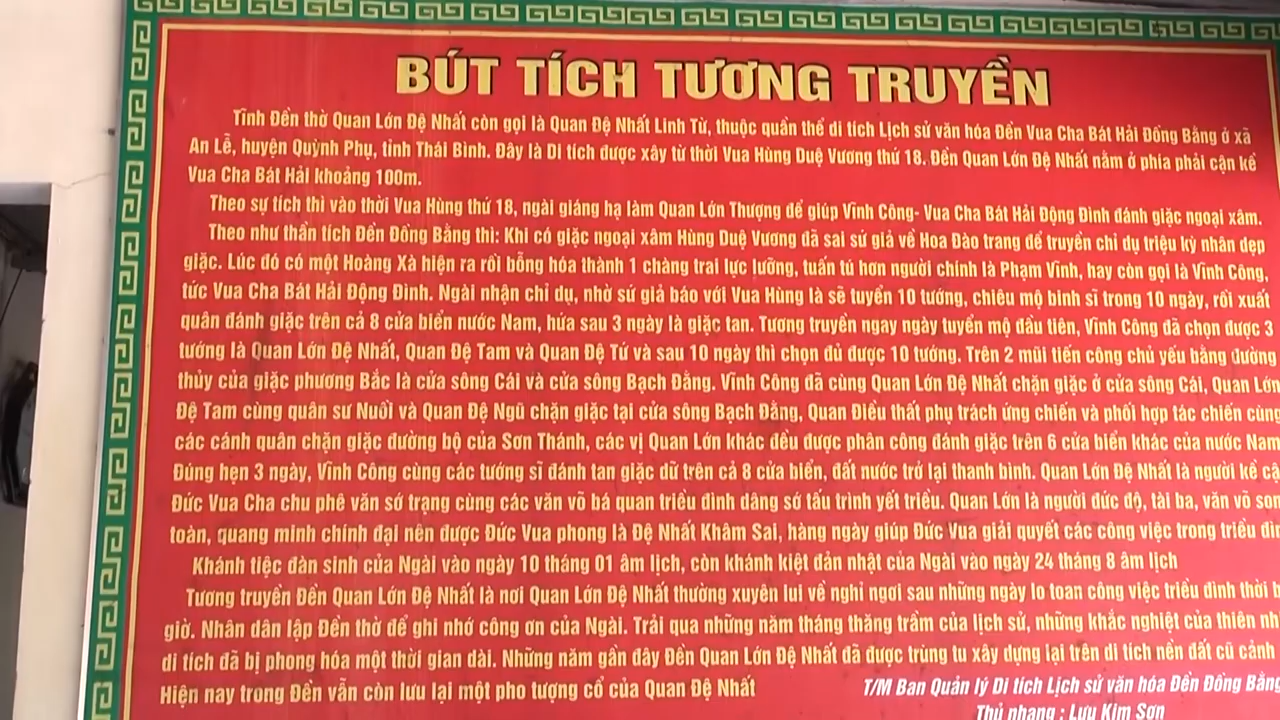 BÚT TÍCH TƯƠNG TRUYỀN
Tĩnh Đền thờ Quan Lớn Đệ Nhất còn gọi là Quan Đệ Nhất Linh Từ, thuộc quần thể di tích Lịch sử văn hóa Đền Vua Cha Bát Hải Đồng Bằng ở xã
An Lễ, huyện Quỳnh Phụ, tỉnh Thái Bình. Đây là Di tích được xây từ thời Vua Hùng Duệ Vương thứ 18. Đền Quan Lớn Đệ Nhất nằm ở phía phải cận kề
Vua Cha Bát Hải khoảng 100m.
Theo sự tích thì vào thời Vua Hùng thứ 18, ngài giáng hạ làm Quan Lớn Thượng để giúp Vĩnh Công- Vua Cha Bát Hải Động Đình đánh giặc ngoại xâm.
Theo như thần tích Đền Đồng Bằng thì: Khi có giặc ngoại xâm Hùng Duệ Vương đã sai sứ giả về Hoa Đào trang để truyền chỉ dụ triệu kỳ nhân dẹp
giặc. Lúc đó có một Hoàng Xà hiện ra rồi bỗng hóa thành 1 chàng trai lực lưỡng, tuấn tú hơn người chính là Phạm Vĩnh, hay còn gọi là Vĩnh Công,
tức Vua Cha Bát Hải Động Đình. Ngài nhận chỉ dụ, nhờ sứ giả báo với Vua Hùng là sẽ tuyển 10 tướng, chiêu mộ binh sĩ trong 10 ngày, rồi xuất
quân đánh giặc trên cả 8 cửa biển nước Nam, hứa sau 3 ngày là giặc tan. Tương truyền ngay ngày tuyển mộ đầu tiên, Vĩnh Công đã chọn được 3
tướng là Quan Lớn Đệ Nhất, Quan Đệ Tam và Quan Đệ Tứ và sau 10 ngày thì chọn đủ được 10 tướng. Trên 2 mũi tiến công chủ yếu bằng đường
thủy của giặc phương Bắc là cửa sông Cái và cửa sông Bạch Đằng. Vĩnh Công đã cùng Quan Lớn Đệ Nhất chặn giặc ở cửa sông Cái, Quan Lớn
Đệ Tam cùng quân sư Nuồi và Quan Đệ Ngũ chặn giặc tại cửa sông Bạch Đằng, Quan Điều thất phụ trách ứng chiến và phối hợp tác chiến cùng
các cánh quân chặn giặc đường bộ của Sơn Thánh, các vị Quan Lớn khác đều được phân công đánh giặc trên 6 cửa biển khác của nước Nam
Đúng hẹn 3 ngày, Vĩnh Công cùng các tướng sĩ đánh tan giặc dữ trên cả 8 cửa biển, đất nước trở lại thanh bình. Quan Lớn Đệ Nhất là người kề
Đức Vua Cha chu phê văn sớ trạng cùng các văn võ bá quan triều đình dâng sớ tấu trình yết triều. Quan Lớn là người đức độ, tài ba, văn võ
toàn, quang minh chính đại nên được Đức Vua phong là Đệ Nhất Khâm Sai, hàng ngày giúp Đức Vua giải quyết các công việc trong triều
Khánh tiệc đàn sinh của Ngài vào ngày 10 tháng 01 âm lịch, còn khánh kiệt đản nhật của Ngài vào ngày 24 tháng 8 âm lịch
Tương truyền Đền Quan Lớn Đệ Nhất là nơi Quan Lớn Đệ Nhất thường xuyên lui về nghỉ ngơi sau những ngày lo toan công việc triều đình thời
giờ. Nhân dân lập Đền thờ để ghi nhớ công ơn của Ngài. Trải qua những năm tháng thăng trầm của lịch sử, những khắc nghiệt của thiên
di tích đã bị phong hóa một thời gian dài. Những năm gần đây Đền Quan Lớn Đệ Nhất đã được trùng tu xây dựng lại trên di tích nền đất cũ cảnh
Hiện nay trong Đền vẫn còn lưu lại một pho tượng cổ của Quan Đệ Nhất
T/M Ban Quản lý Di tích Lịch sử văn hóa Đền Đồng Bằng
Thủ nhang : Lưu Kim Sơn